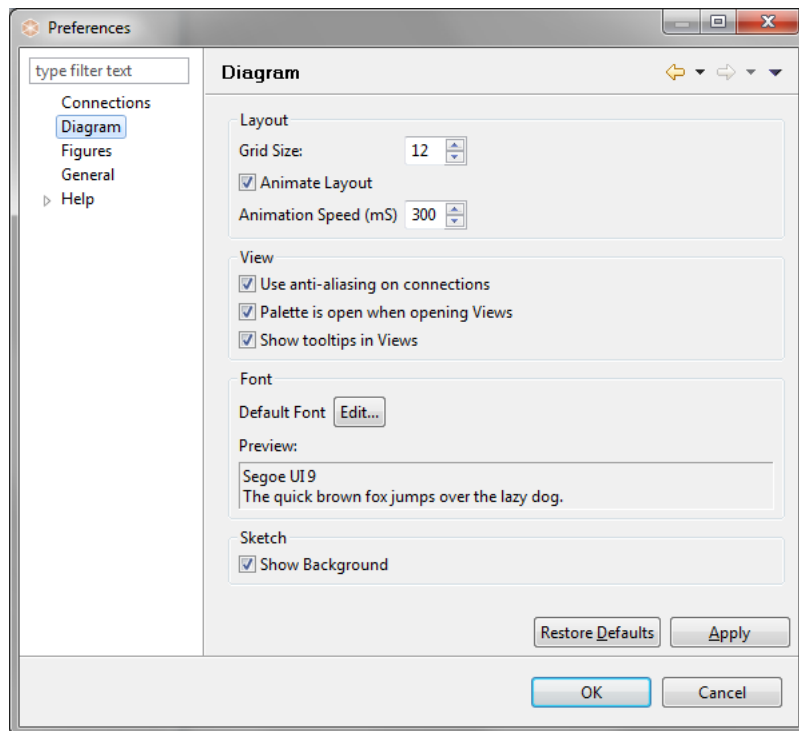 Preferences
type filter text
Connections
Diagram
Figures
General
Help
Diagram
Layout
Grid Size: 12
Animate Layout
Animation Speed (mS) 300
View
Use anti-aliasing on connections
Palette is open when opening Views
Show tooltips in Views
Font
Default Font Edit...
Preview:
Segoe UI 9
The quick brown fox jumps over the lazy dog.
Sketch
Show Background
Restore Defaults Apply
OK Cancel